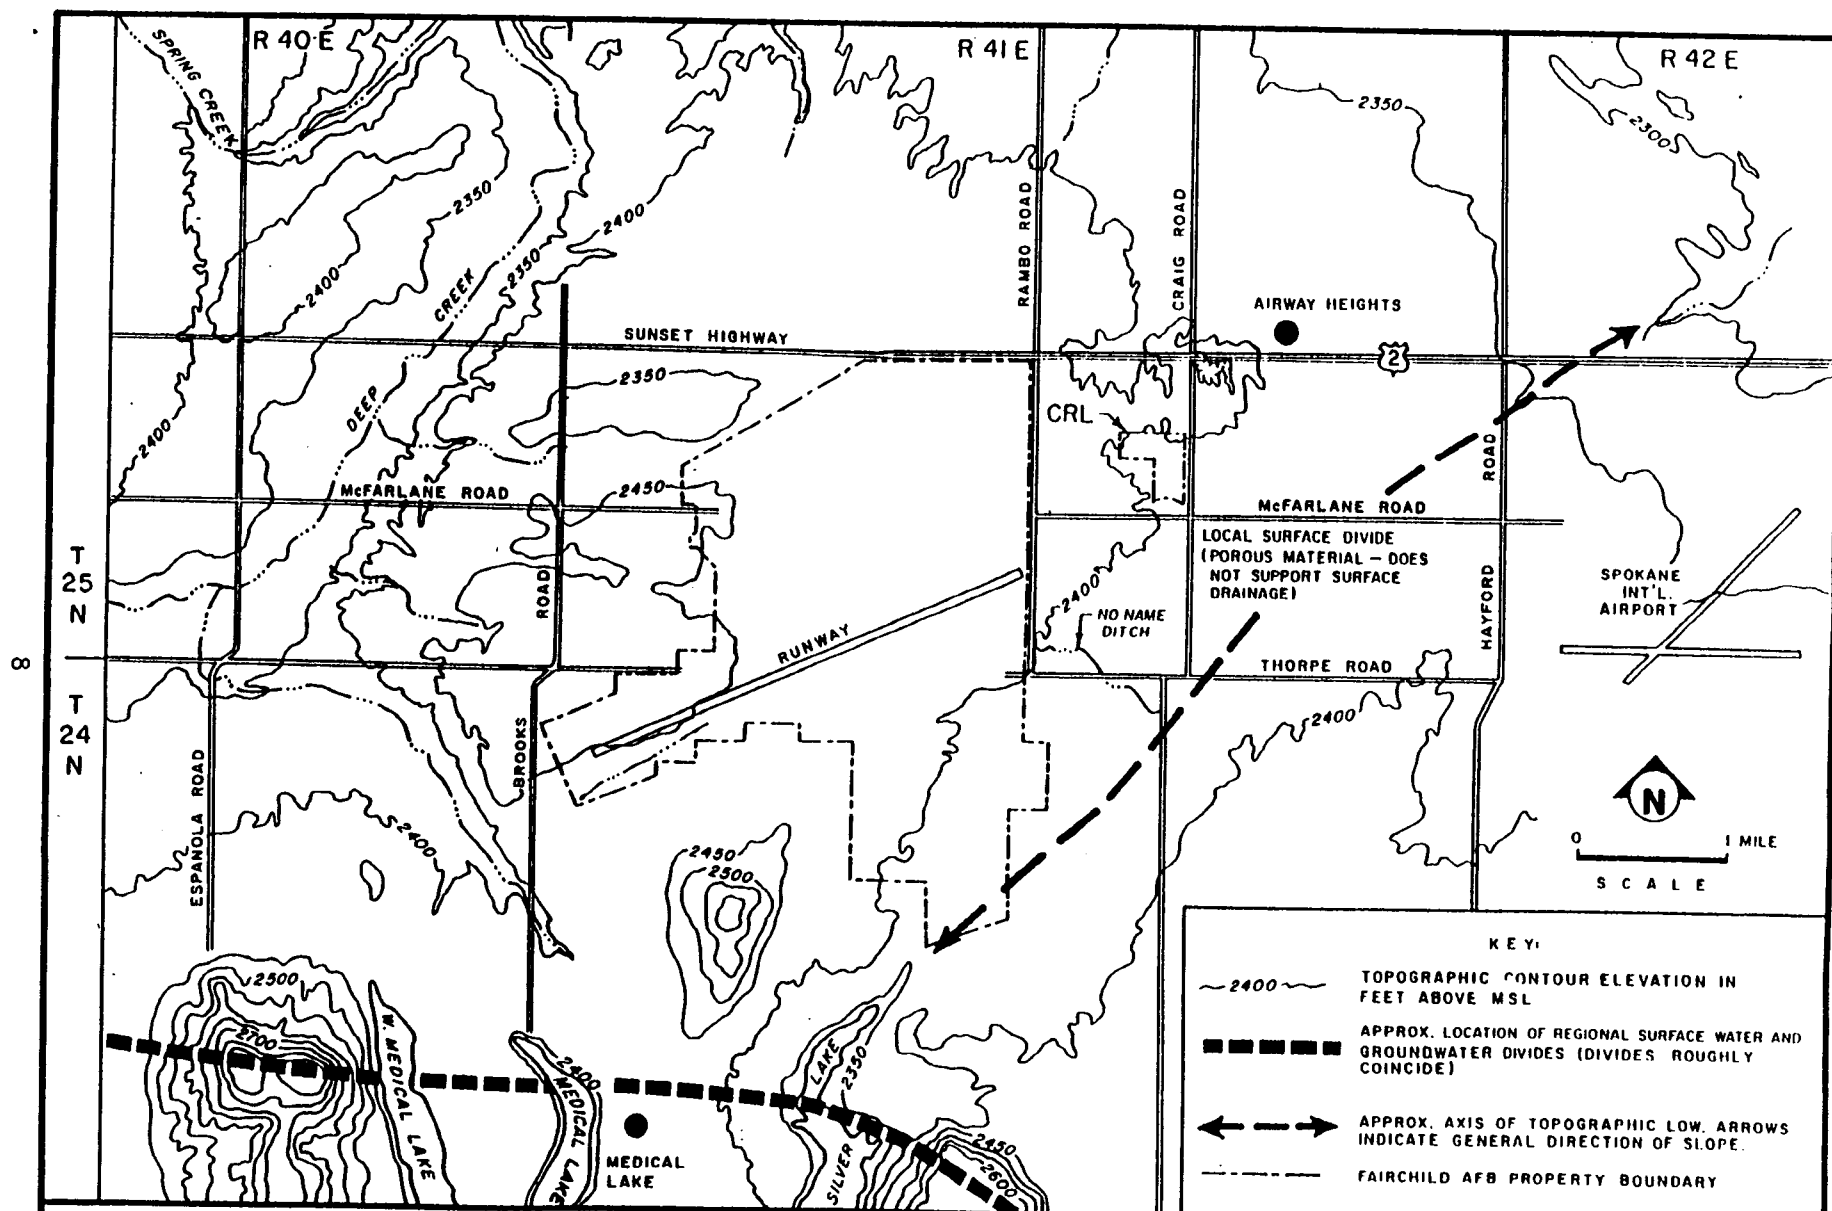 R 40 E
R 41 E
R 42 E
SPRING CREEK
2350
2300
2350
2400
RAMBO ROAD
CRAIG ROAD
2400
CREEK
2350
AIRWAY HEIGHTS
SUNSET HIGHWAY
2
2350
DEEP
CRL
2400
ROAD
McFARLANE ROAD
2450
McFARLANE ROAD
LOCAL SURFACE DIVIDE
(POROUS MATERIAL – DOES
NOT SUPPORT SURFACE
DRAINAGE)
T
25
N
ROAD
2400
HAYFORD
SPOKANE
INT'L.
AIRPORT
NO NAME
DITCH
RUNWAY
8
THORPE ROAD
T
24
N
2400
BROOKS
ESPANOLA ROAD
2400
N
0 1 MILE
SCALE
2450
2500
KEY:
2400
TOPOGRAPHIC CONTOUR ELEVATION IN
FEET ABOVE MSL
2500
2700
W. MEDICAL LAKE
2400
MEDICAL LAKE
LAKE
2350
APPROX. LOCATION OF REGIONAL SURFACE WATER AND
GROUNDWATER DIVIDES (DIVIDES ROUGHLY
COINCIDE)
APPROX. AXIS OF TOPOGRAPHIC LOW. ARROWS
INDICATE GENERAL DIRECTION OF SLOPE.
MEDICAL
LAKE
SILVER
2450
2600
FAIRCHILD AFB PROPERTY BOUNDARY